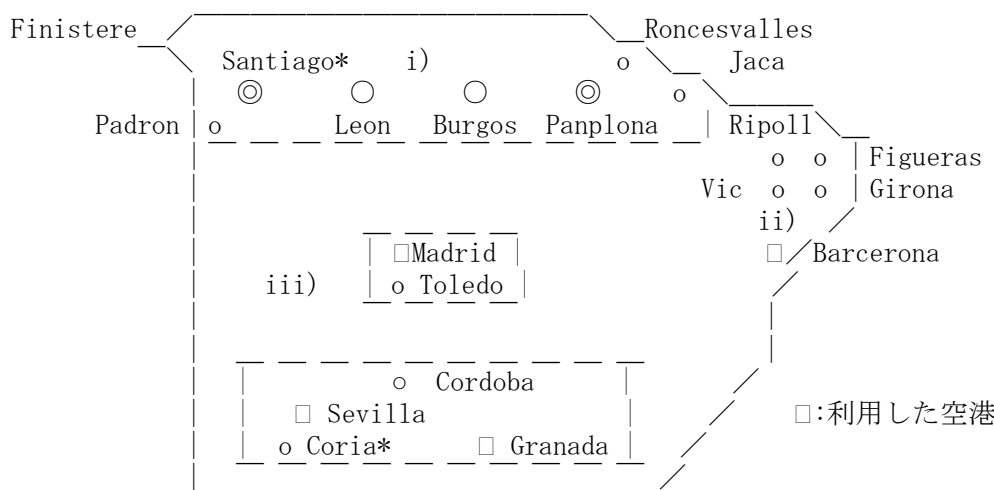 Finistere Roncesvalles
Santiago* i) o Jaca
◎ ○ ○ ◎ o
Padron o Leon Burgos Panplona Ripoll
o o Figueras
Vic o o Girona
ii)
□Madrid □ Barcerona
iii) o Toledo
o Cordoba
□ Sevilla □:利用した空港
o Coria* □ Granada